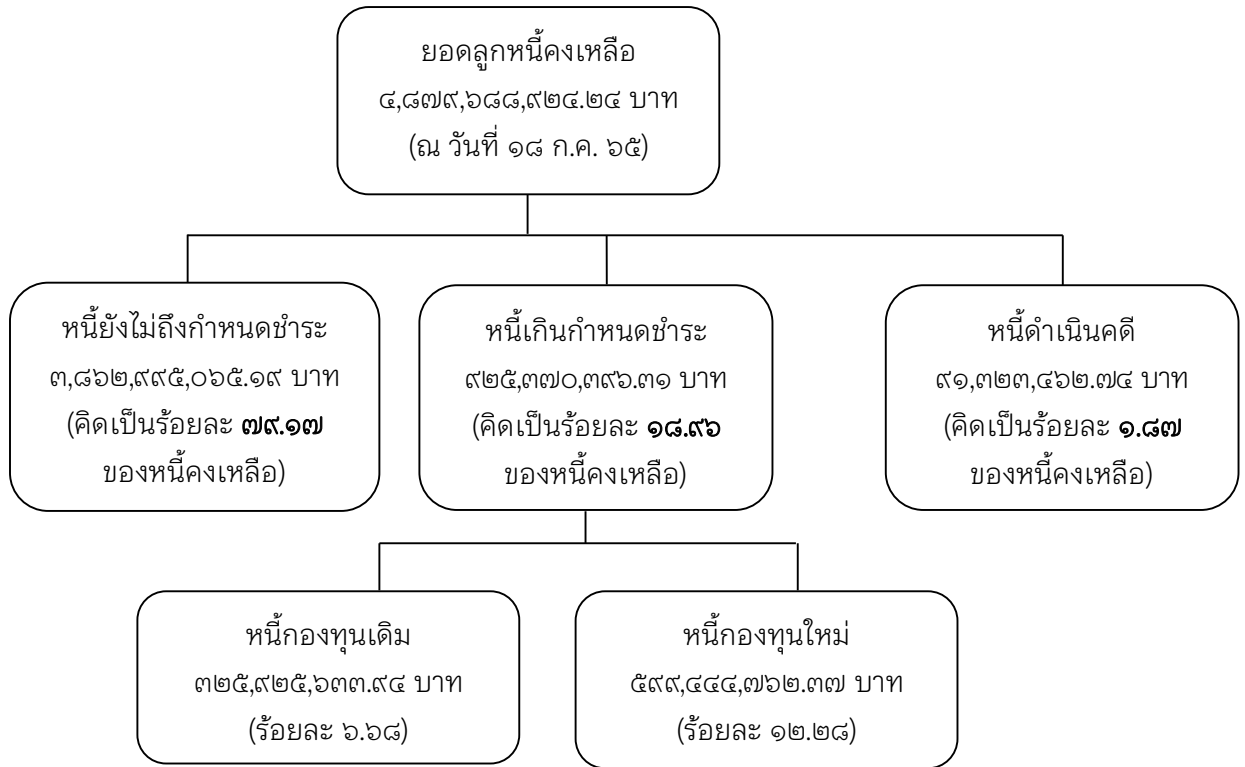 ยอดลูกหนี้คงเหลือ
๔,๘๗๙,๖๘๘,๙๒๔.๒๔ บาท
(ณ วันที่ ๑๘ ก.ค. ๖๕)
หนี้ยังไม่ถึงกำหนดชำระ
๓,๘๖๒,๙๙๕,๐๖๕.๑๙ บาท
(คิดเป็นร้อยละ ๗๙.๑๗
ของหนี้คงเหลือ)
หนี้เกินกำหนดชำระ
๙๒๕,๓๗๐,๓๙๖.๓๑ บาท
(คิดเป็นร้อยละ ๑๘.๙๖
ของหนี้คงเหลือ)
หนี้ดำเนินคดี
๙๑,๓๒๓,๔๖๒.๗๔ บาท
(คิดเป็นร้อยละ ๑.๘๗
ของหนี้คงเหลือ)
หนี้กองทุนเดิม
๓๒๕,๙๒๕,๖๓๓.๙๔ บาท
(ร้อยละ ๖.๖๘)
หนี้กองทุนใหม่
๕๙๙,๔๔๔,๗๖๒.๓๗ บาท
(ร้อยละ ๑๒.๒๘)